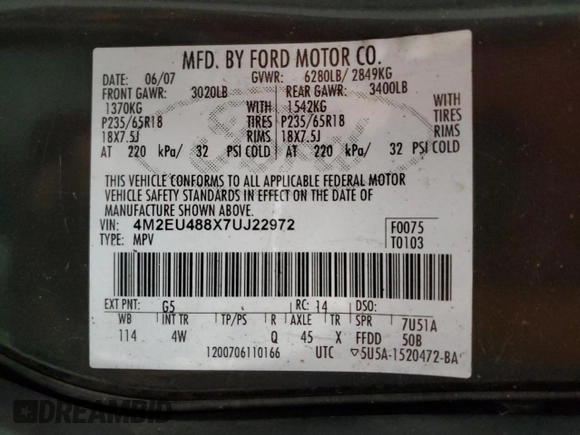 MFD. BY FORD MOTOR CO.
DATE: 06/07 GVWR: 6280LB/ 2849KG
FRONT GAWR: 3020LB REAR GAWR: 3400LB
1370KG WITH 1542KG WITH
P235/65R18 TIRES P235/65R18 TIRES
18X7.5J RIMS 18X7.5J RIMS
AT 220 kPa/ 32 PSI COLD AT 220 kPa/ 32 PSI COLD
THIS VEHICLE CONFORMS TO ALL APPLICABLE FEDERAL MOTOR
VEHICLE SAFETY STANDARDS IN EFFECT ON THE DATE OF
MANUFACTURE SHOWN ABOVE.
VIN: 4M2EU488X7UJ22972 F0075
TYPE: MPV T0103
EXT PNT: G5 RC: 14 DSO:
WB INT TR TP/PS R AXLE TR SPR 7U51A
114 4W Q 45 X FFDD 50B
1200706110166 UTC ▽5U5A-1520472-BA
DREAMBID